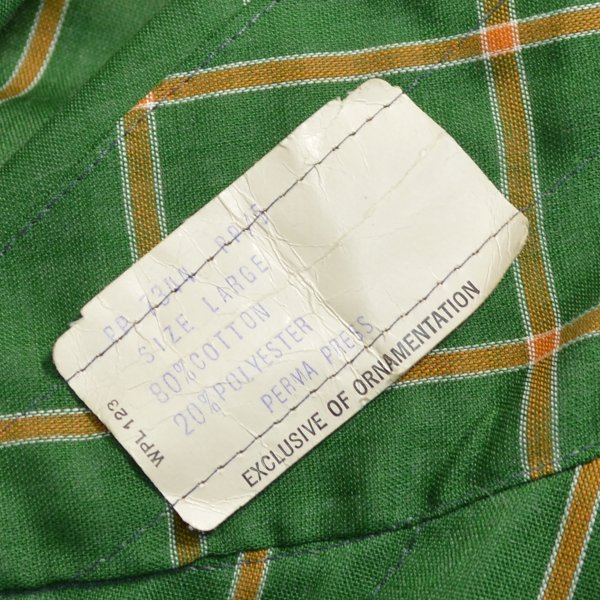 SIZE LARGE
80%COTTON
20%POLYESTER
PERMA PRESS
WPL 123
EXCLUSIVE OF ORNAMENTATION